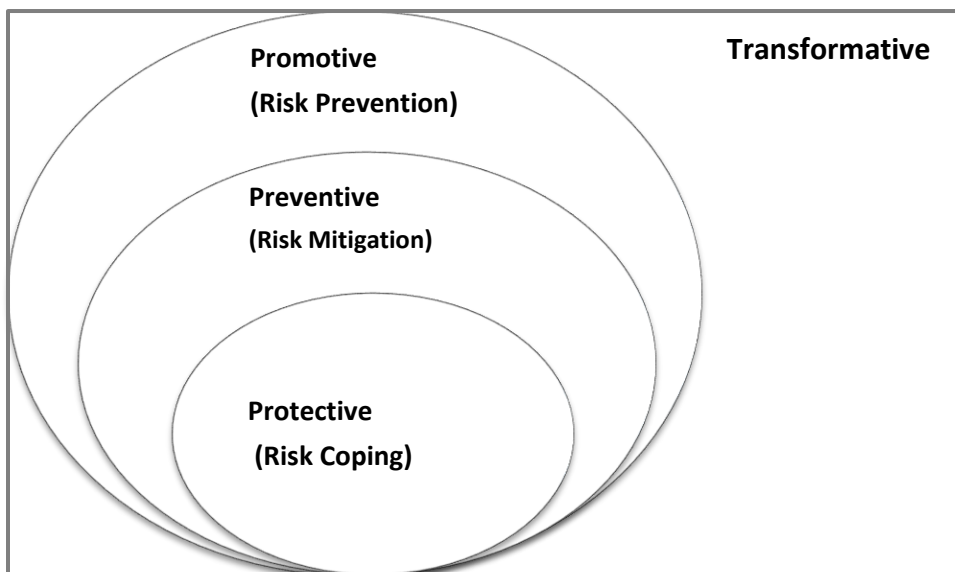 Transformative
Promotive
(Risk Prevention)
Preventive
(Risk Mitigation)
Protective
(Risk Coping)